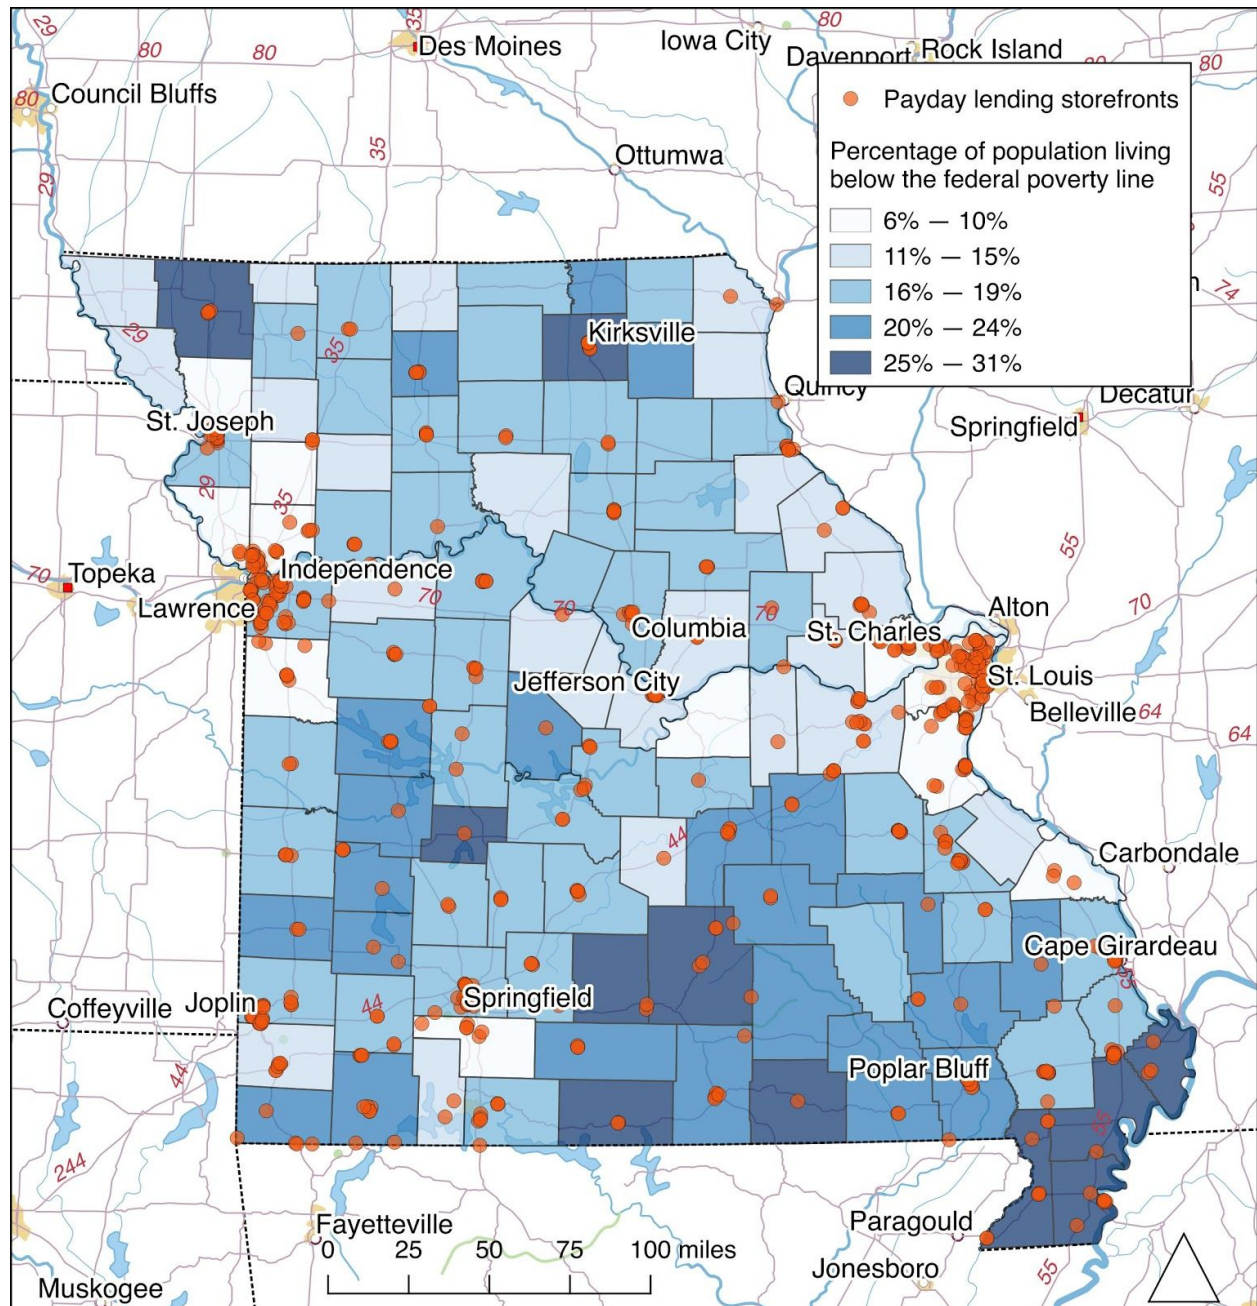 29
80
80
35
80
Des Moines
Iowa City
Davenport
Rock Island
80
80
Council Bluffs
Payday lending storefronts
35
Ottumwa
Percentage of population living
below the federal poverty line
29
55
6% — 10%
11% — 15%
16% — 19%
74
20% — 24%
25% — 31%
29
35
Kirksville
Quincy
Decatur
St. Joseph
Springfield
29
35
55
70
Topeka
Independence
70
70
70
70
Lawrence
Columbia
St. Charles
Alton
Jefferson City
St. Louis
Belleville
64
64
44
Carbondale
Cape Girardeau
55
Coffeyville
Joplin
44
Springfield
44
Poplar Bluff
55
244
Fayetteville
Paragould
0
25
50
75
100 miles
Jonesboro
55
Muskogee